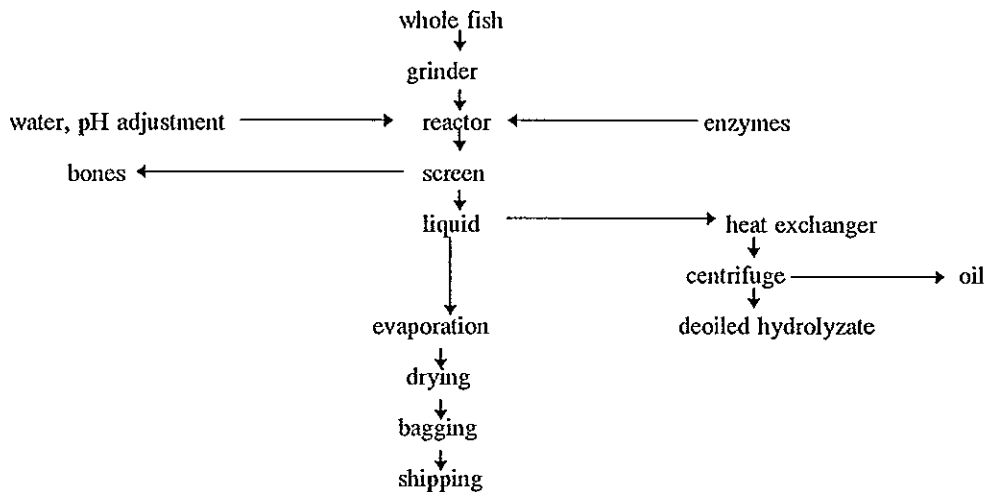 whole fish
grinder
water, pH adjustment reactor enzymes
bones screen
liquid heat exchanger
centrifuge oil
evaporation deoiled hydrolyzate
drying
bagging
shipping